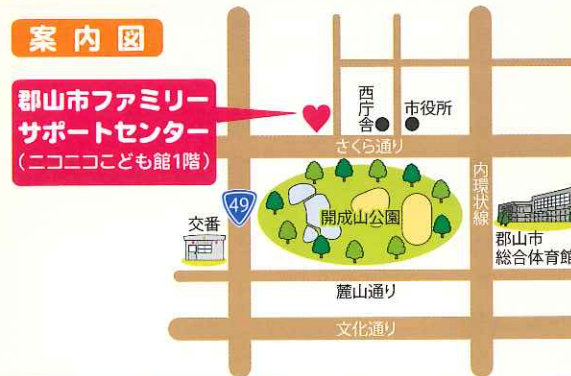 案内図
郡山市ファミリー
サポートセンター
(ニコニコこども館1階)
西庁舎
市役所
さくら通り
内環状線
49
開成山公園
交番
郡山市
総合体育館
麓山通り
文化通り